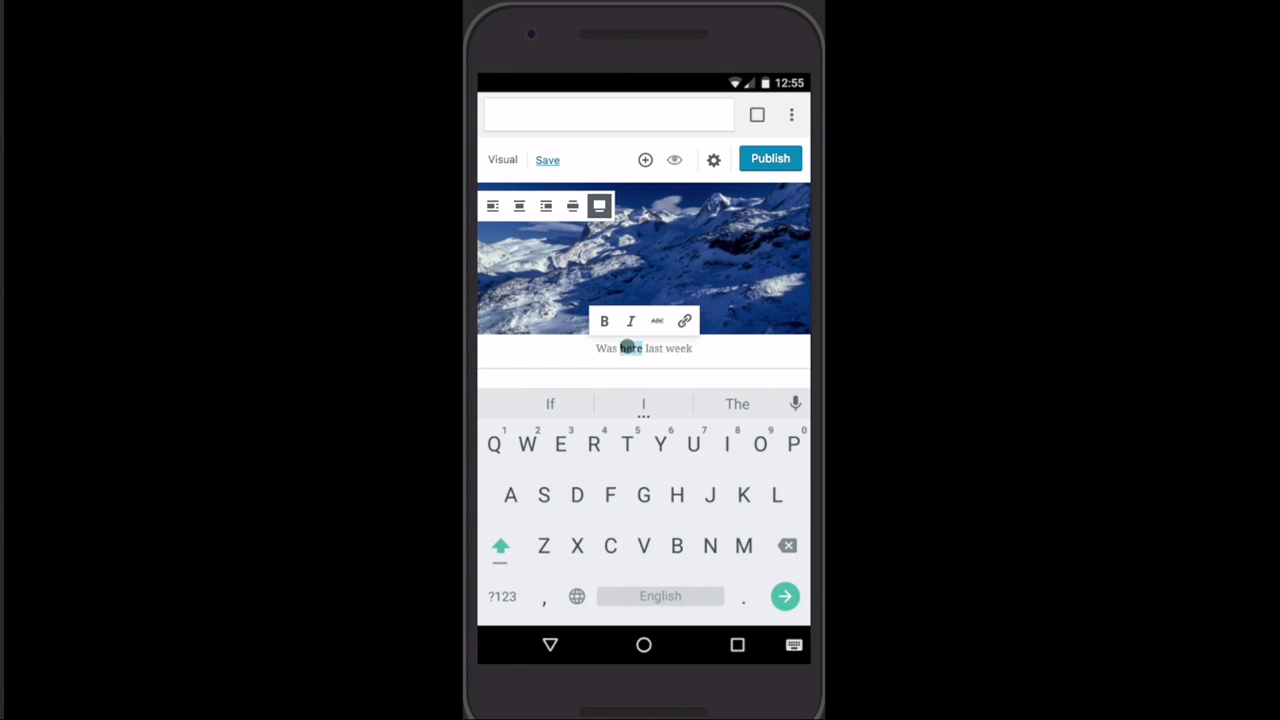 12:55
Visual Save Publish
B I ABC
Was here last week
If I The
1 2 3 4 5 6 7 8 9 0
Q W E R T Y U I O P
A S D F G H J K L
Z X C V B N M
?123 , English .